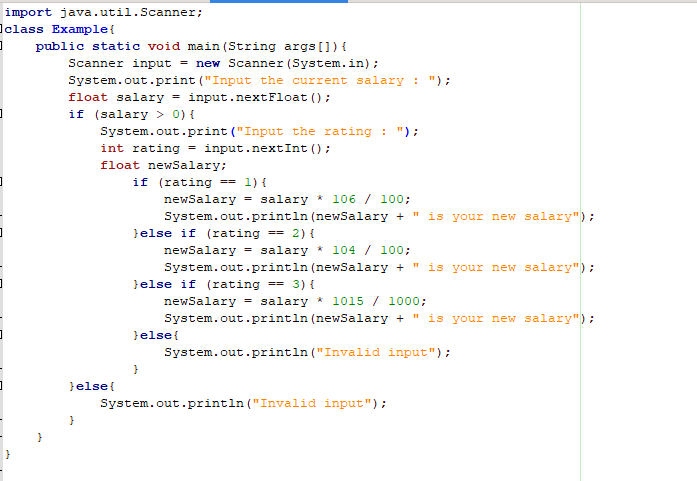 import java.util.Scanner;
class Example{
    public static void main(String args[]){
        Scanner input = new Scanner(System.in);
        System.out.print("Input the current salary : ");
        float salary = input.nextFloat();
        if (salary > 0){
            System.out.print("Input the rating : ");
            int rating = input.nextInt();
            float newSalary;
                if (rating == 1){
                    newSalary = salary * 106 / 100;
                    System.out.println(newSalary + " is your new salary");
                }else if (rating == 2){
                    newSalary = salary * 104 / 100;
                    System.out.println(newSalary + " is your new salary");
                }else if (rating == 3){
                    newSalary = salary * 1015 / 1000;
                    System.out.println(newSalary + " is your new salary");
                }else{
                    System.out.println("Invalid input");
                }
        }else{
            System.out.println("Invalid input");
        }
    }
}